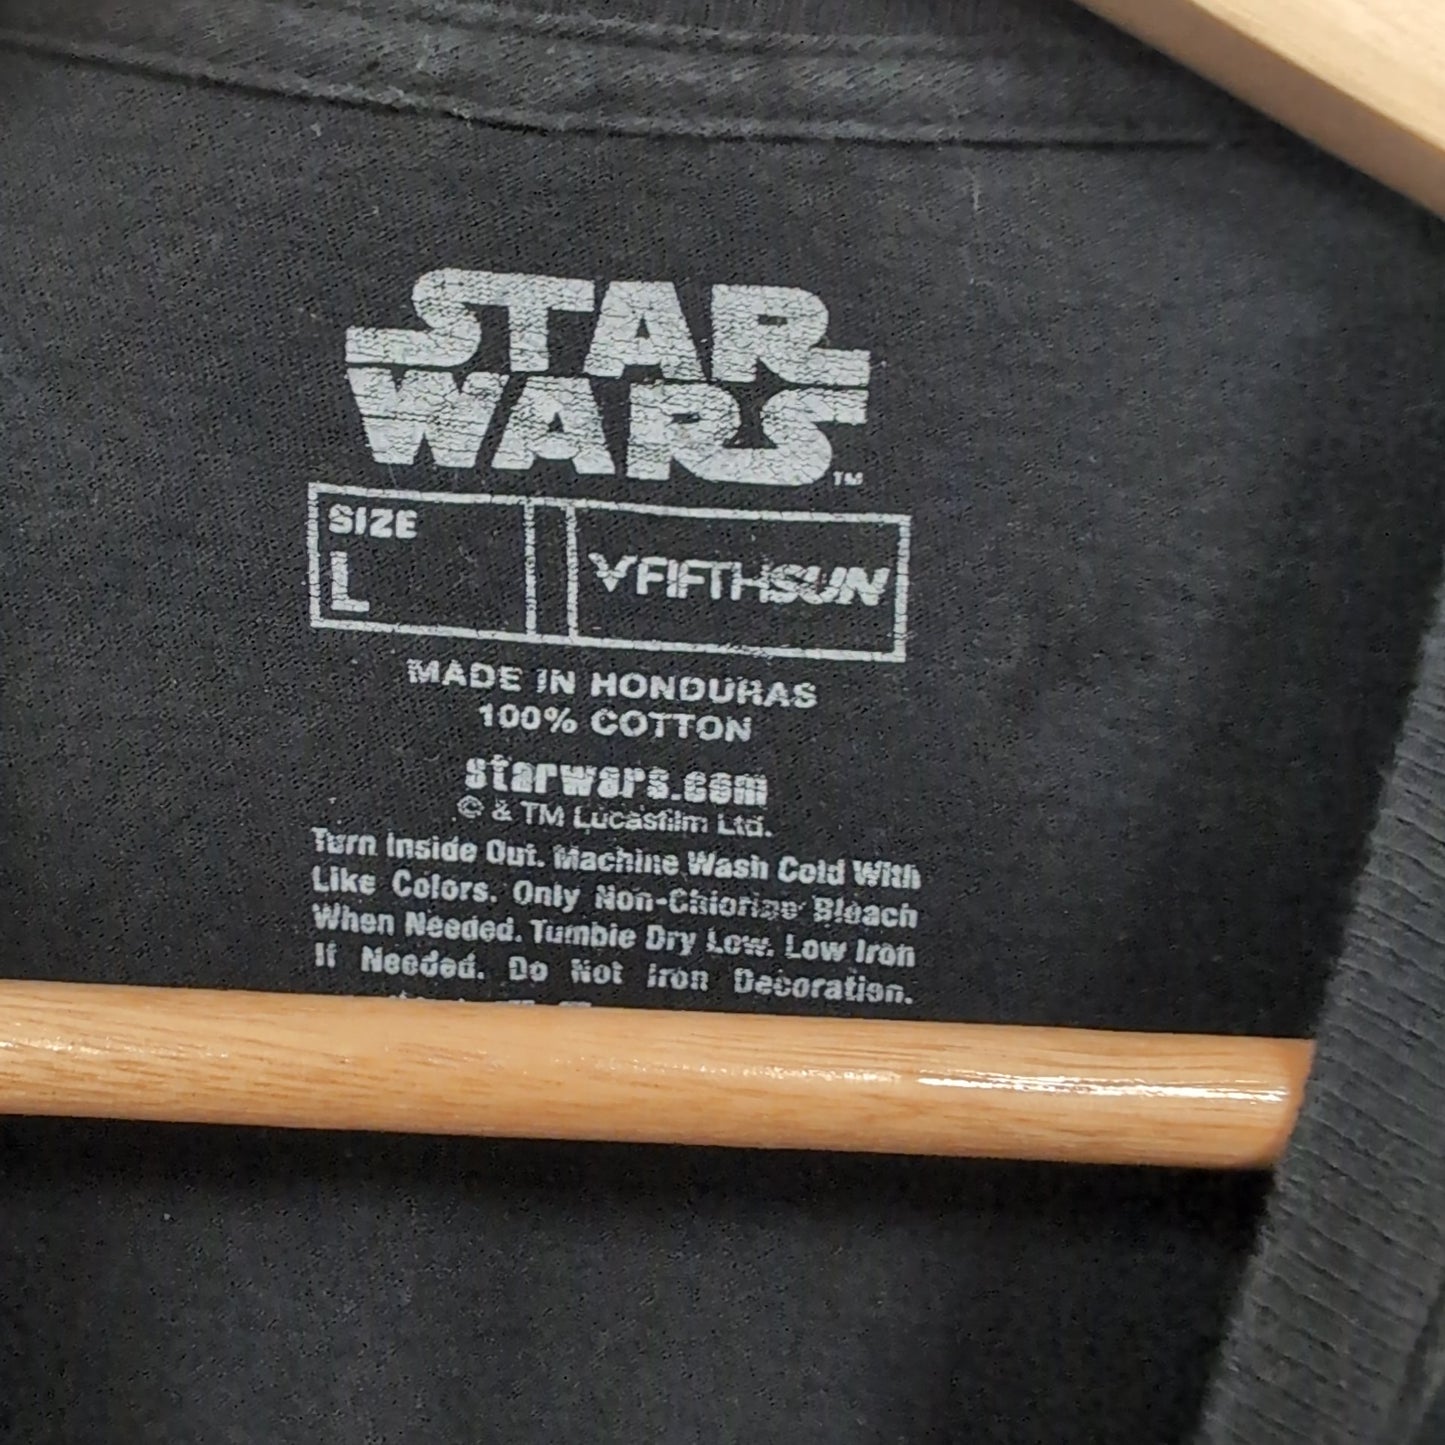 STAR
WARS
TM
SIZE
L
FIFTHSUN
MADE IN HONDURAS
100% COTTON
starwars.com
© & TM Lucasfilm Ltd.
Turn Inside Out. Machine Wash Cold With
Like Colors. Only Non-Chlorine Bleach
When Needed. Tumble Dry Low. Low Iron
If Needed. Do Not Iron Decoration.